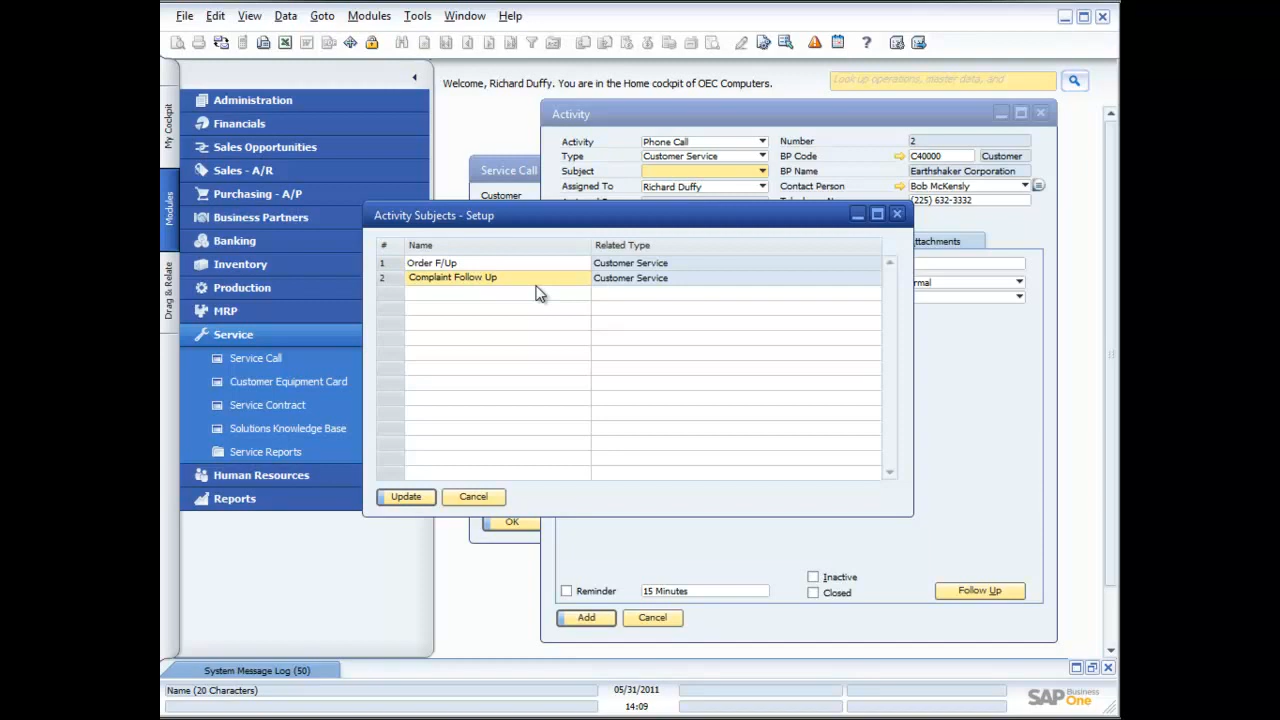 File Edit View Data Goto Modules Tools Window Help
Welcome, Richard Duffy. You are in the Home cockpit of OEC Computers.
Look up operations, master data, and
My Cockpit
Modules
Drag & Relate
Administration
Financials
Sales Opportunities
Sales - A/R
Purchasing - A/P
Business Partners
Banking
Inventory
Production
MRP
Service
Service Call
Customer Equipment Card
Service Contract
Solutions Knowledge Base
Service Reports
Human Resources
Reports
Service Call
Customer
OK
Activity
Activity Phone Call Number 2
Type Customer Service BP Code C40000 Customer
Subject BP Name Earthshaker Corporation
Assigned To Richard Duffy Contact Person Bob McKensly
(225) 632-3332
ttachments
rmal
Activity Subjects - Setup
# Name Related Type
1 Order F/Up Customer Service
2 Complaint Follow Up Customer Service
Update Cancel
Inactive
Reminder 15 Minutes Closed Follow Up
Add Cancel
System Message Log (50)
Name (20 Characters) 05/31/2011
14:09
SAP Business One